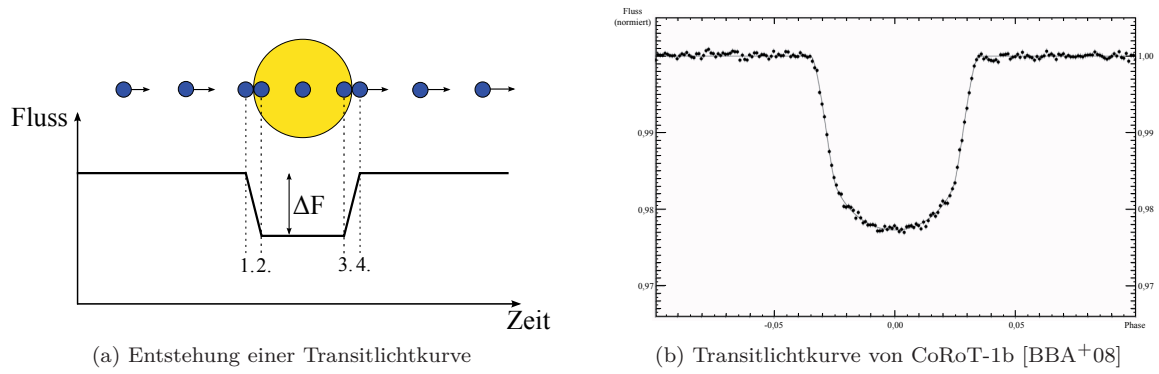 Fluss
ΔF
1. 2. 3. 4.
Zeit
(a) Entstehung einer Transitlichtkurve
Fluss
(normiert)
1,00
0,99 0,99
0,98 0,98
0,97 0,97
-0,05 0,00 0,05 Phase
(b) Transitlichtkurve von CoRoT-1b [BBA+08]